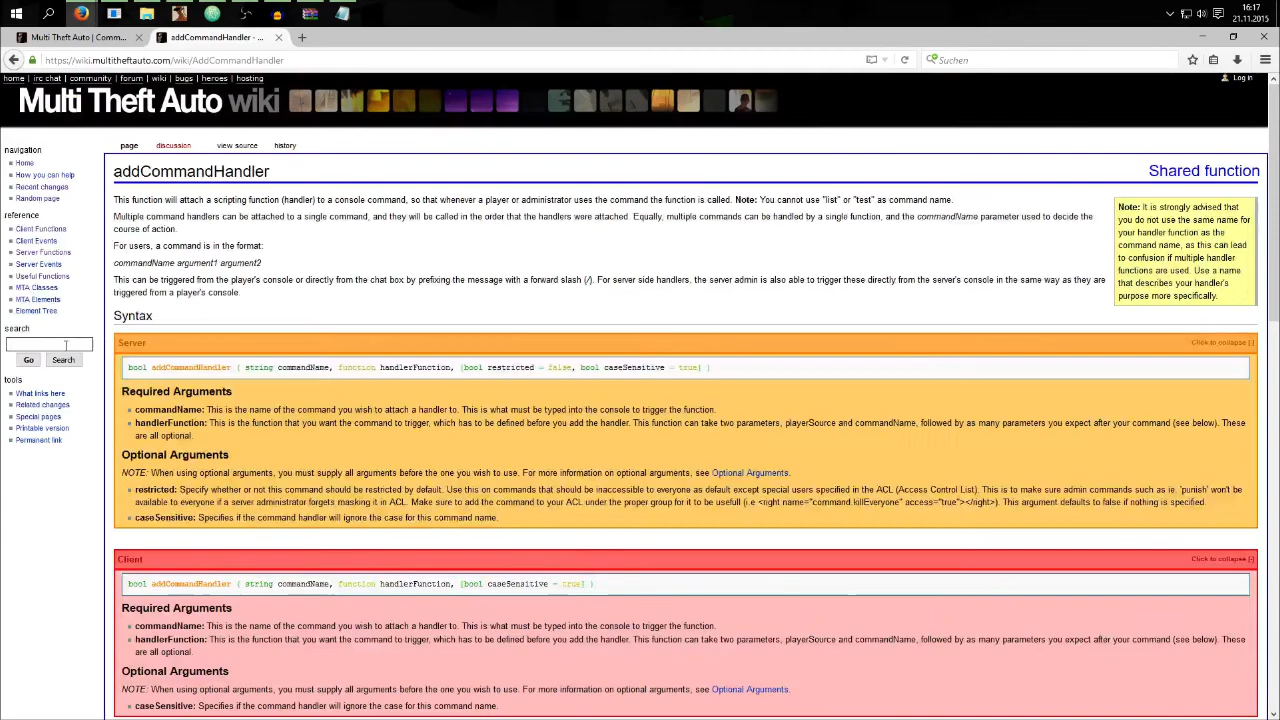 16:17
21.11.2015
Multi Theft Auto | Comm...
addCommandHandler - ...
https://wiki.multitheftauto.com/wiki/AddCommandHandler
Suchen
home | irc chat | community | forum | wiki | bugs | heroes | hosting
Log in
Multi Theft Auto wiki
page discussion view source history
navigation
Home
How you can help
Recent changes
Random page
reference
Client Functions
Client Events
Server Functions
Server Events
Useful Functions
MTA Classes
MTA Elements
Element Tree
search
Go Search
tools
What links here
Related changes
Special pages
Printable version
Permanent link
addCommandHandler
Shared function
This function will attach a scripting function (handler) to a console command, so that whenever a player or administrator uses the command the function is called. Note: You cannot use "list" or "test" as command name.
Multiple command handlers can be attached to a single command, and they will be called in the order that the handlers were attached. Equally, multiple commands can be handled by a single function, and the commandName parameter used to decide the
course of action.
For users, a command is in the format:
commandName argument1 argument2
This can be triggered from the player's console or directly from the chat box by prefixing the message with a forward slash (/). For server side handlers, the server admin is also able to trigger these directly from the server's console in the same way as they are
triggered from a player's console.
Note: It is strongly advised that
you do not use the same name for
your handler function as the
command name, as this can lead
to confusion if multiple handler
functions are used. Use a name
that describes your handler's
purpose more specifically.
Syntax
Server
Click to collapse [-]
bool addCommandHandler ( string commandName, function handlerFunction, [bool restricted = false, bool caseSensitive = true] )
Required Arguments
commandName: This is the name of the command you wish to attach a handler to. This is what must be typed into the console to trigger the function.
handlerFunction: This is the function that you want the command to trigger, which has to be defined before you add the handler. This function can take two parameters, playerSource and commandName, followed by as many parameters you expect after your command (see below). These
are all optional.
Optional Arguments
NOTE: When using optional arguments, you must supply all arguments before the one you wish to use. For more information on optional arguments, see Optional Arguments.
restricted: Specify whether or not this command should be restricted by default. Use this on commands that should be inaccessible to everyone as default except special users specified in the ACL (Access Control List). This is to make sure admin commands such as ie. 'punish' won't be
available to everyone if a server administrator forgets masking it in ACL. Make sure to add the command to your ACL under the proper group for it to be usefull (i.e <right name="command.killEveryone" access="true"></right>). This argument defaults to false if nothing is specified.
caseSensitive: Specifies if the command handler will ignore the case for this command name.
Client
Click to collapse [-]
bool addCommandHandler ( string commandName, function handlerFunction, [bool caseSensitive = true] )
Required Arguments
commandName: This is the name of the command you wish to attach a handler to. This is what must be typed into the console to trigger the function.
handlerFunction: This is the function that you want the command to trigger, which has to be defined before you add the handler. This function can take two parameters, playerSource and commandName, followed by as many parameters you expect after your command (see below). These
are all optional.
Optional Arguments
NOTE: When using optional arguments, you must supply all arguments before the one you wish to use. For more information on optional arguments, see Optional Arguments.
caseSensitive: Specifies if the command handler will ignore the case for this command name.